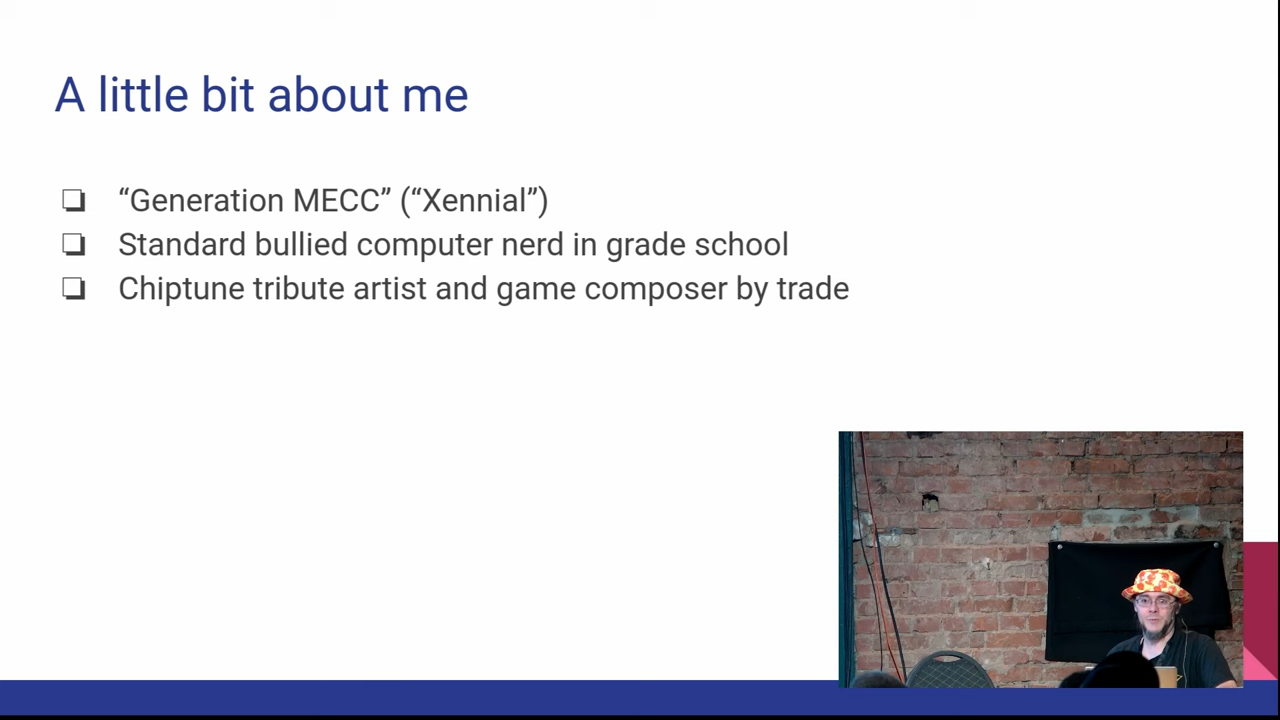 A little bit about me
❏ “Generation MECC” (“Xennial”)
❏ Standard bullied computer nerd in grade school
❏ Chiptune tribute artist and game composer by trade